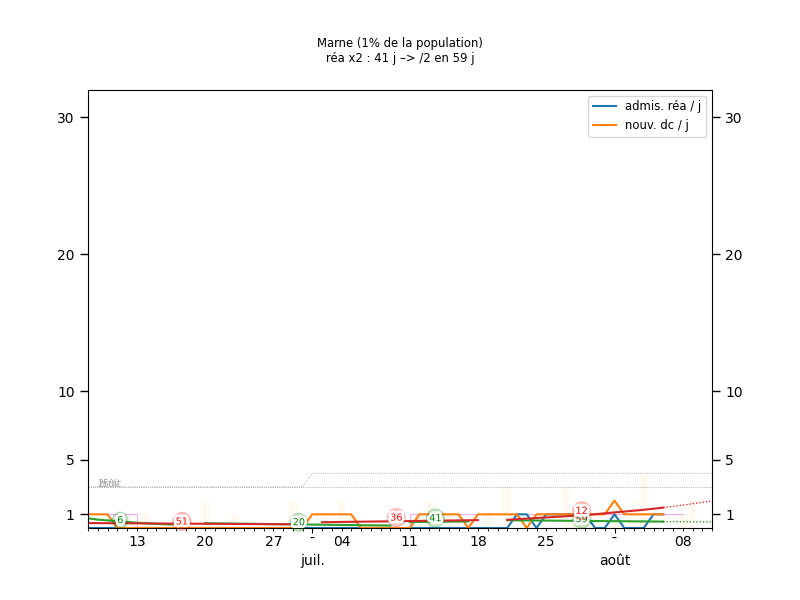 Marne (1% de la population)
réa x2 : 41 j –> /2 en 59 j
admis. réa / j
nouv. dc / j
30 30
20 20
10 10
5 5
1 1
6 51 20 36 41 12 59
13 20 27 - 04 11 18 25 - 08
juil. août